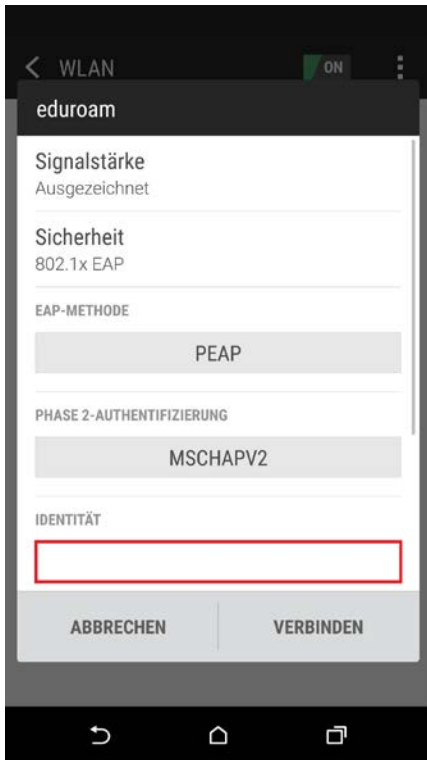 WLAN
ON
eduroam
Signalstärke
Ausgezeichnet
Sicherheit
802.1x EAP
EAP-METHODE
PEAP
PHASE 2-AUTHENTIFIZIERUNG
MSCHAPV2
IDENTITÄT
ABBRECHEN
VERBINDEN